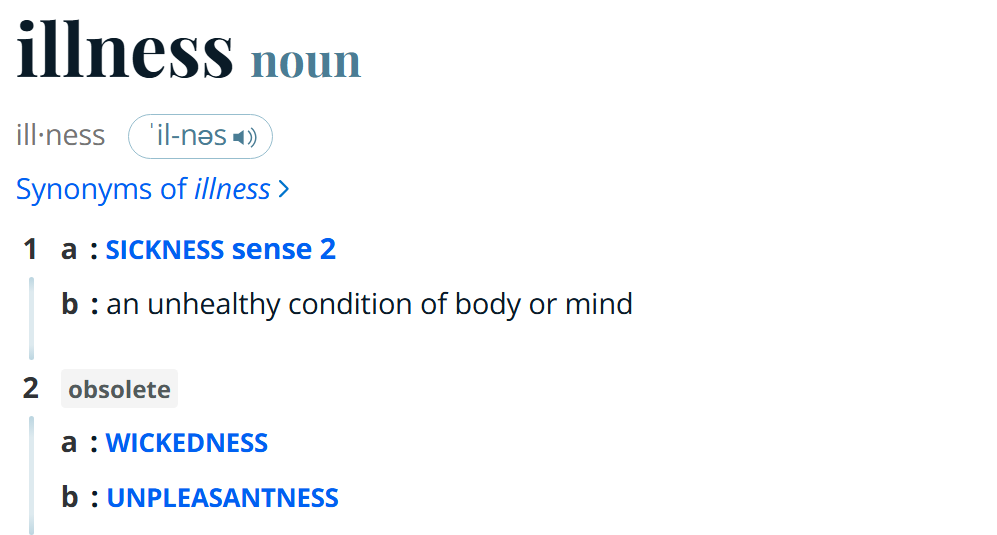 illness noun
ill·ness ˈil-nəs
Synonyms of illness
1 a : SICKNESS sense 2
b : an unhealthy condition of body or mind
2 obsolete
a : WICKEDNESS
b : UNPLEASANTNESS